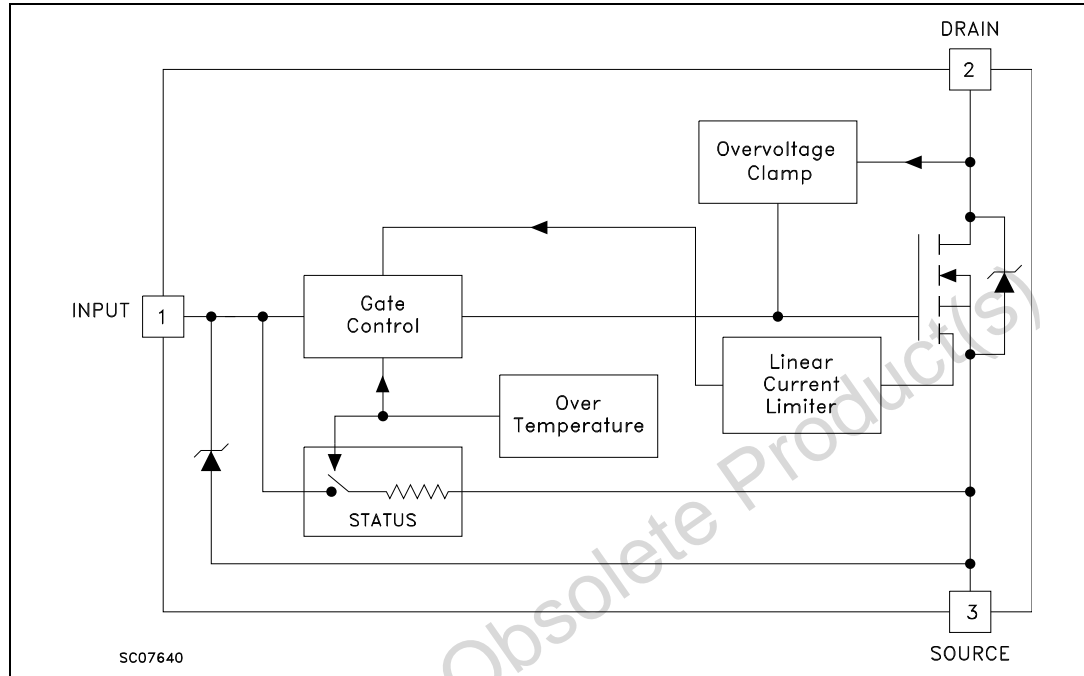 DRAIN
2
Overvoltage
Clamp
INPUT
1
Gate
Control
Linear
Current
Limiter
Over
Temperature
STATUS
3
SOURCE
SC07640
Obsolete Product(s)